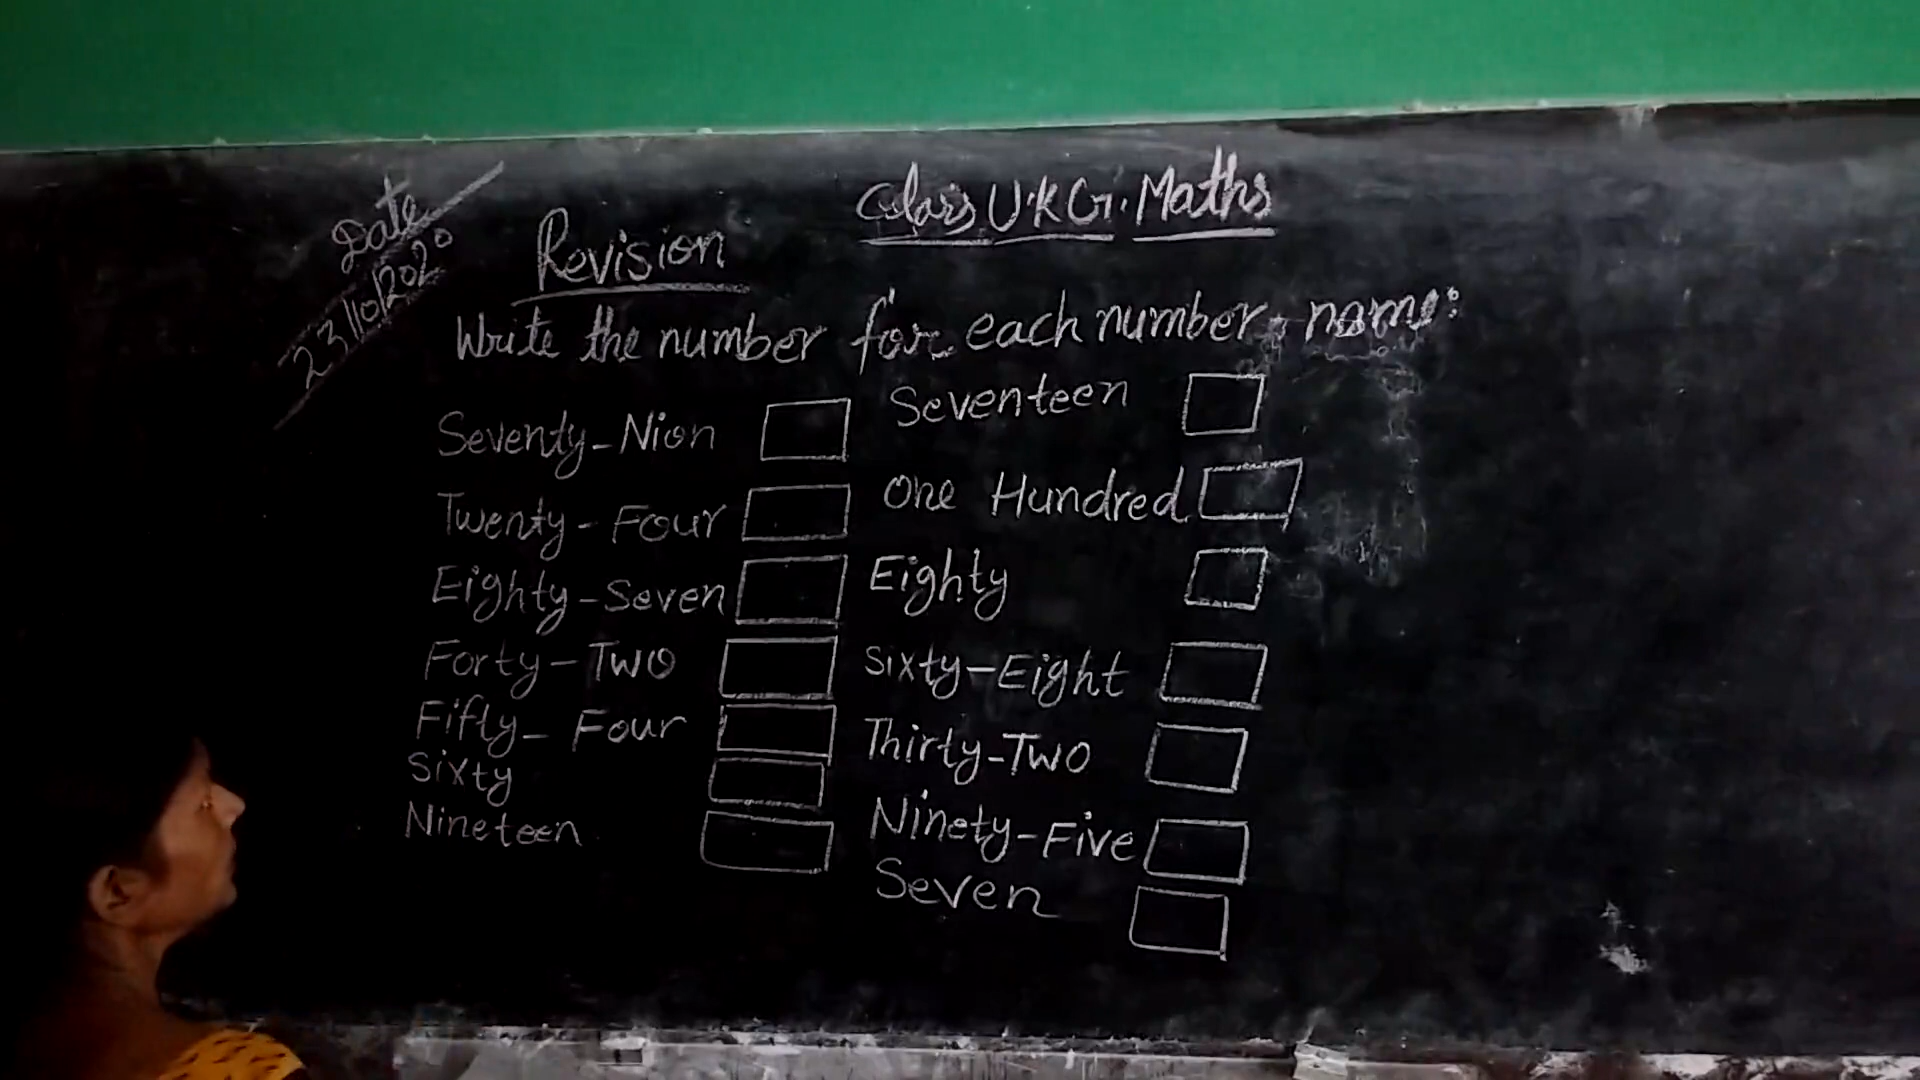 Class U.K.G. Maths
Date
23/10/2020
Revision
Write the number for each number name:
Seventy-Nion
Twenty-Four
Eighty-Seven
Forty-Two
Fifty-Four
Sixty
Nineteen
Seventeen
One Hundred
Eighty
Sixty-Eight
Thirty-Two
Ninety-Five
Seven